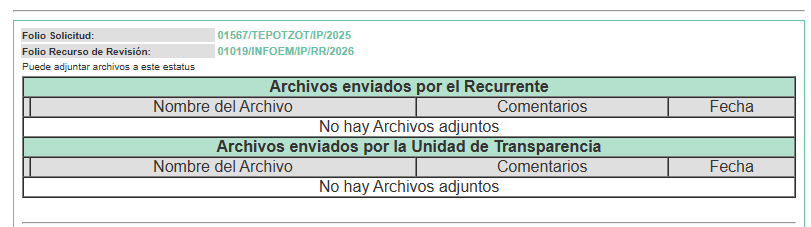 Folio Solicitud: 01567/TEPOTZOT/IP/2025
Folio Recurso de Revisión: 01019/INFOEM/IP/RR/2026
Puede adjuntar archivos a este estatus
Archivos enviados por el Recurrente
Nombre del Archivo Comentarios Fecha
No hay Archivos adjuntos
Archivos enviados por la Unidad de Transparencia
Nombre del Archivo Comentarios Fecha
No hay Archivos adjuntos